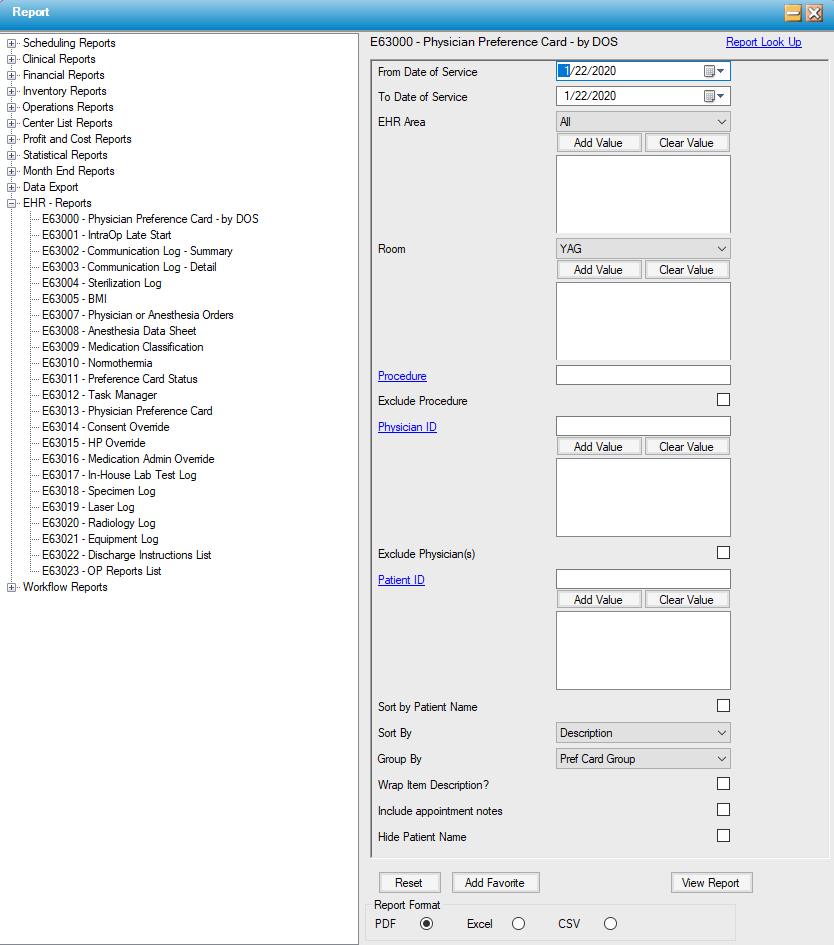 Report
Scheduling Reports
Clinical Reports
Financial Reports
Inventory Reports
Operations Reports
Center List Reports
Profit and Cost Reports
Statistical Reports
Month End Reports
Data Export
EHR - Reports
E63000 - Physician Preference Card - by DOS
E63001 - IntraOp Late Start
E63002 - Communication Log - Summary
E63003 - Communication Log - Detail
E63004 - Sterilization Log
E63005 - BMI
E63007 - Physician or Anesthesia Orders
E63008 - Anesthesia Data Sheet
E63009 - Medication Classification
E63010 - Normothermia
E63011 - Preference Card Status
E63012 - Task Manager
E63013 - Physician Preference Card
E63014 - Consent Override
E63015 - HP Override
E63016 - Medication Admin Override
E63017 - In-House Lab Test Log
E63018 - Specimen Log
E63019 - Laser Log
E63020 - Radiology Log
E63021 - Equipment Log
E63022 - Discharge Instructions List
E63023 - OP Reports List
Workflow Reports
E63000 - Physician Preference Card - by DOS Report Look Up
From Date of Service 1/22/2020
To Date of Service 1/22/2020
EHR Area All
Add Value Clear Value
Room YAG
Add Value Clear Value
Procedure
Exclude Procedure
Physician ID
Add Value Clear Value
Exclude Physician(s)
Patient ID
Add Value Clear Value
Sort by Patient Name
Sort By Description
Group By Pref Card Group
Wrap Item Description?
Include appointment notes
Hide Patient Name
Reset Add Favorite View Report
Report Format
PDF Excel CSV